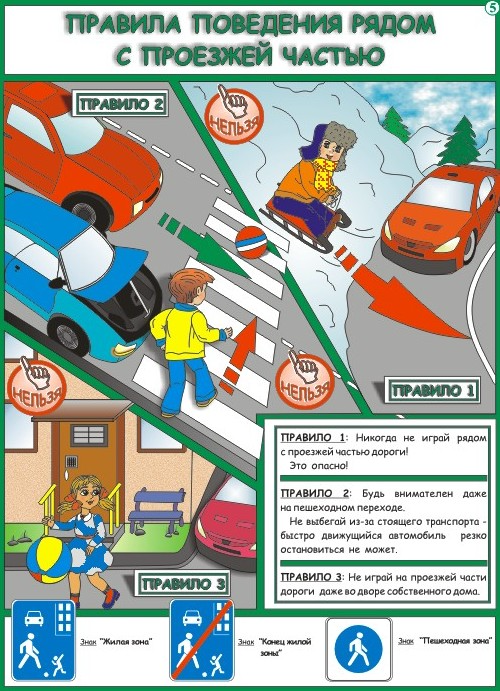 5
ПРАВИЛА ПОВЕДЕНИЯ РЯДОМ
С ПРОЕЗЖЕЙ ЧАСТЬЮ
ПРАВИЛО 2
НЕЛЬЗЯ
ПРАВИЛО 1
НЕЛЬЗЯ
НЕЛЬЗЯ
ПРАВИЛО 1: Никогда не играй рядом
с проезжей частью дороги!
Это опасно!
ПРАВИЛО 2: Будь внимателен даже
на пешеходном переходе.
Не выбегай из-за стоящего транспорта -
быстро движущийся автомобиль резко
остановиться не может.
ПРАВИЛО 3: Не играй на проезжей части
дороги даже во дворе собственного дома.
ПРАВИЛО 3
Знак "Жилая зона"
Знак "Конец жилой
зоны"
Знак "Пешеходная зона"